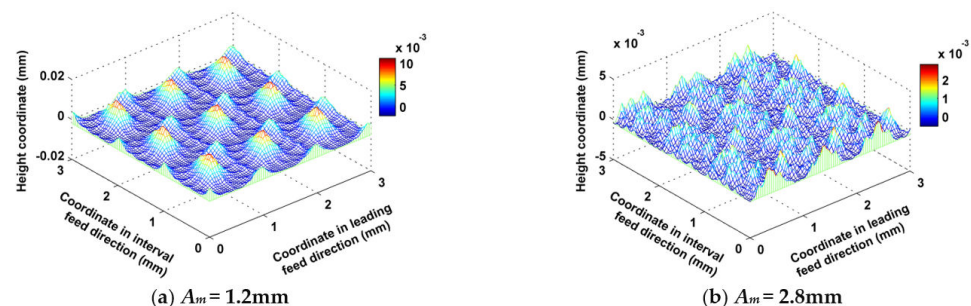 x 10⁻³
10
5
0
Height coordinate (mm)
0.02
0
-0.02
3
2
1
0
0
1
2
3
Coordinate in interval
feed direction (mm)
Coordinate in leading
feed direction (mm)
(a) Aₘ = 1.2mm
x 10⁻³
x 10⁻³
2
1
0
Height coordinate (mm)
5
0
-5
3
2
1
0
0
1
2
3
Coordinate in interval
feed direction (mm)
Coordinate in leading
feed direction (mm)
(b) Aₘ = 2.8mm